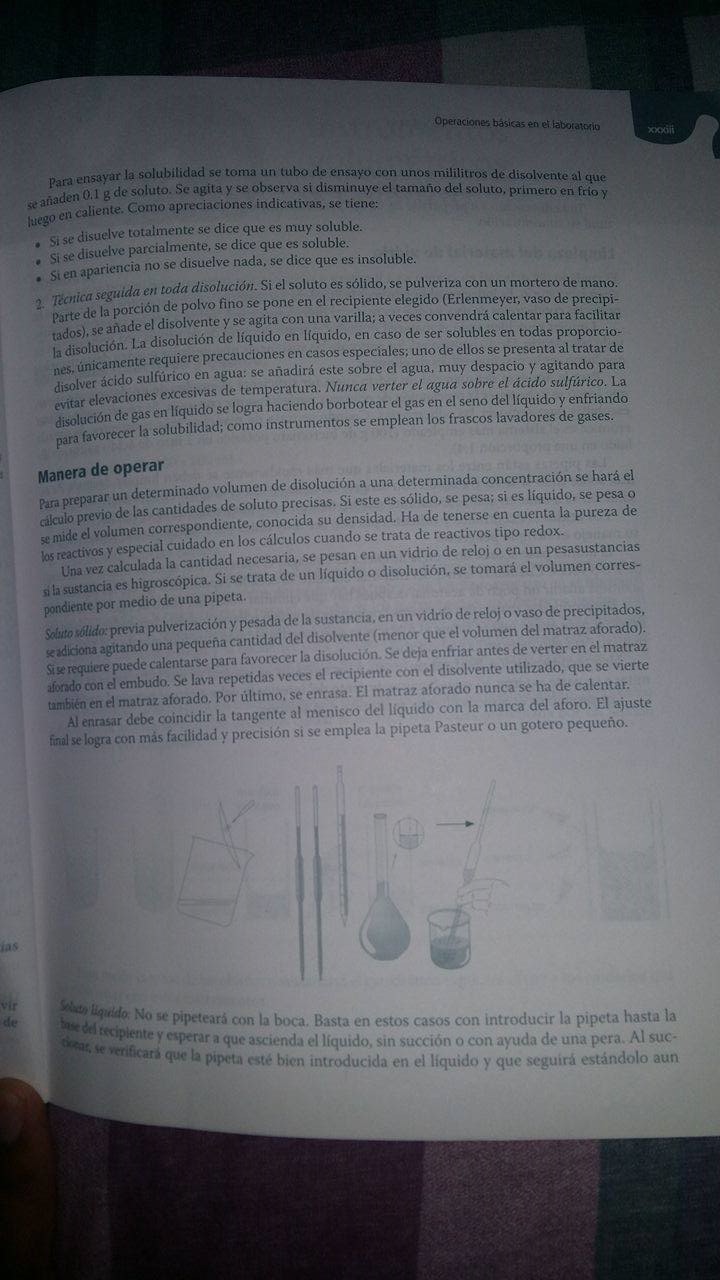 Operaciones básicas en el laboratorio
xxxiii
Para ensayar la solubilidad se toma un tubo de ensayo con unos mililitros de disolvente al que
se añaden 0.1 g de soluto. Se agita y se observa si disminuye el tamaño del soluto, primero en frío y
luego en caliente. Como apreciaciones indicativas, se tiene:
• Si se disuelve totalmente se dice que es muy soluble.
• Si se disuelve parcialmente, se dice que es soluble.
• Si en apariencia no se disuelve nada, se dice que es insoluble.
2. Técnica seguida en toda disolución. Si el soluto es sólido, se pulveriza con un mortero de mano.
Parte de la porción de polvo fino se pone en el recipiente elegido (Erlenmeyer, vaso de precipi-
tados), se añade el disolvente y se agita con una varilla; a veces convendrá calentar para facilitar
la disolución. La disolución de líquido en líquido, en caso de ser solubles en todas proporcio-
nes, únicamente requiere precauciones en casos especiales; uno de ellos se presenta al tratar de
disolver ácido sulfúrico en agua: se añadirá este sobre el agua, muy despacio y agitando para
evitar elevaciones excesivas de temperatura. Nunca verter el agua sobre el ácido sulfúrico. La
disolución de gas en líquido se logra haciendo borbotear el gas en el seno del líquido y enfriando
para favorecer la solubilidad; como instrumentos se emplean los frascos lavadores de gases.
Manera de operar
Para preparar un determinado volumen de disolución a una determinada concentración se hará el
cálculo previo de las cantidades de soluto precisas. Si este es sólido, se pesa; si es líquido, se pesa o
se mide el volumen correspondiente, conocida su densidad. Ha de tenerse en cuenta la pureza de
los reactivos y especial cuidado en los cálculos cuando se trata de reactivos tipo redox.
Una vez calculada la cantidad necesaria, se pesan en un vidrio de reloj o en un pesasustancias
si la sustancia es higroscópica. Si se trata de un líquido o disolución, se tomará el volumen corres-
pondiente por medio de una pipeta.
Soluto sólido: previa pulverización y pesada de la sustancia, en un vidrio de reloj o vaso de precipitados,
se adiciona agitando una pequeña cantidad del disolvente (menor que el volumen del matraz aforado).
Si se requiere puede calentarse para favorecer la disolución. Se deja enfriar antes de verter en el matraz
aforado con el embudo. Se lava repetidas veces el recipiente con el disolvente utilizado, que se vierte
también en el matraz aforado. Por último, se enrasa. El matraz aforado nunca se ha de calentar.
Al enrasar debe coincidir la tangente al menisco del líquido con la marca del aforo. El ajuste
final se logra con más facilidad y precisión si se emplea la pipeta Pasteur o un gotero pequeño.
Soluto líquido: No se pipeteará con la boca. Basta en estos casos con introducir la pipeta hasta la
base del recipiente y esperar a que ascienda el líquido, sin succión o con ayuda de una pera. Al suc-
cionar, se verificará que la pipeta esté bien introducida en el líquido y que seguirá estándolo aun
ias
vir
de